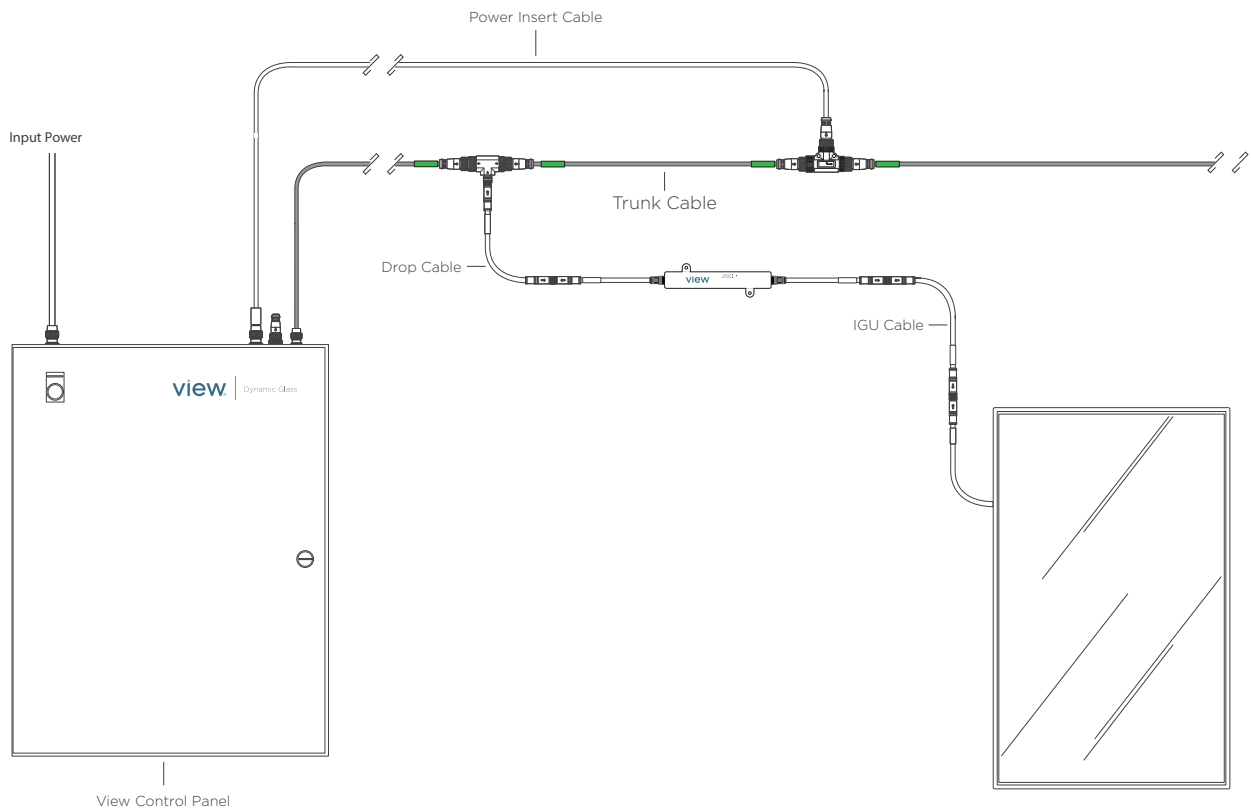 Power Insert Cable
Input Power
Trunk Cable
Drop Cable
view
IGU Cable
view Dynamic Glass
View Control Panel